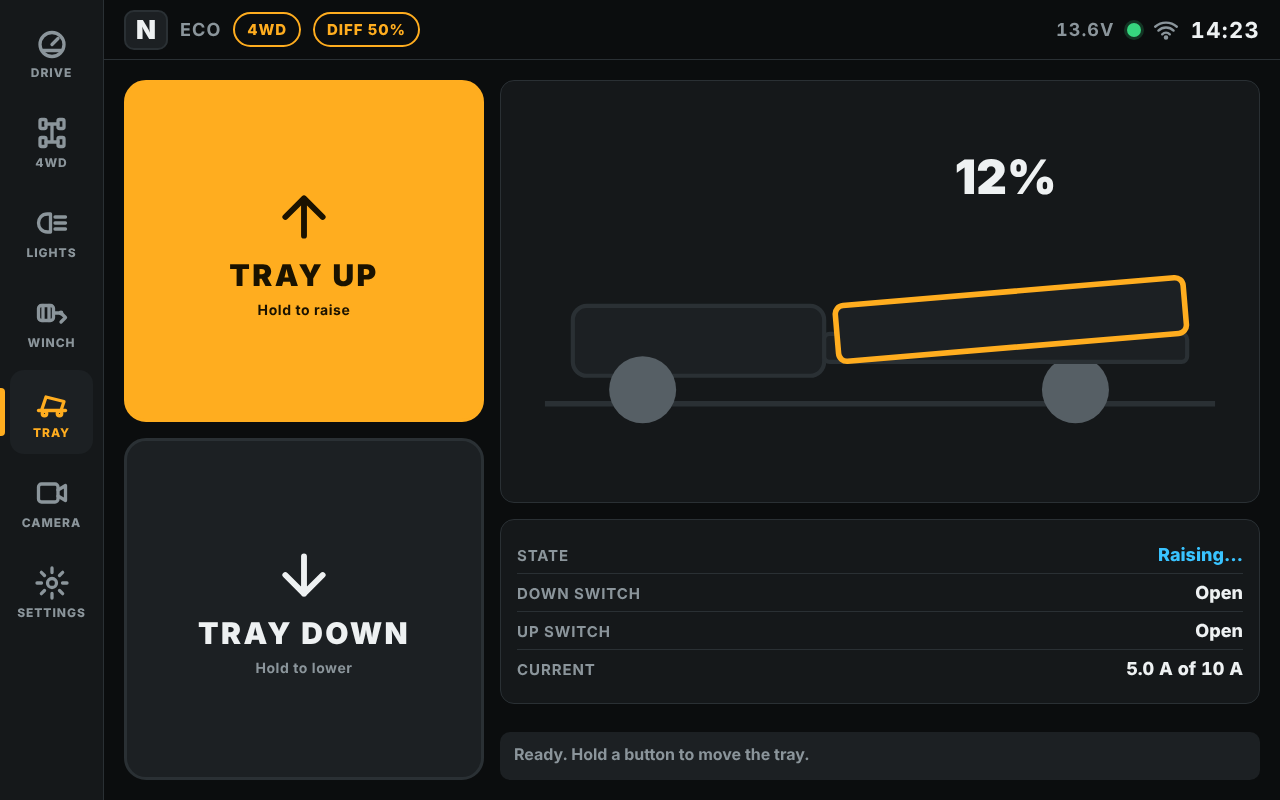 N ECO 4WD DIFF 50% 13.6V 14:23
DRIVE
4WD
LIGHTS
WINCH
TRAY
CAMERA
SETTINGS
TRAY UP
Hold to raise
TRAY DOWN
Hold to lower
12%
STATE Raising...
DOWN SWITCH Open
UP SWITCH Open
CURRENT 5.0 A of 10 A
Ready. Hold a button to move the tray.